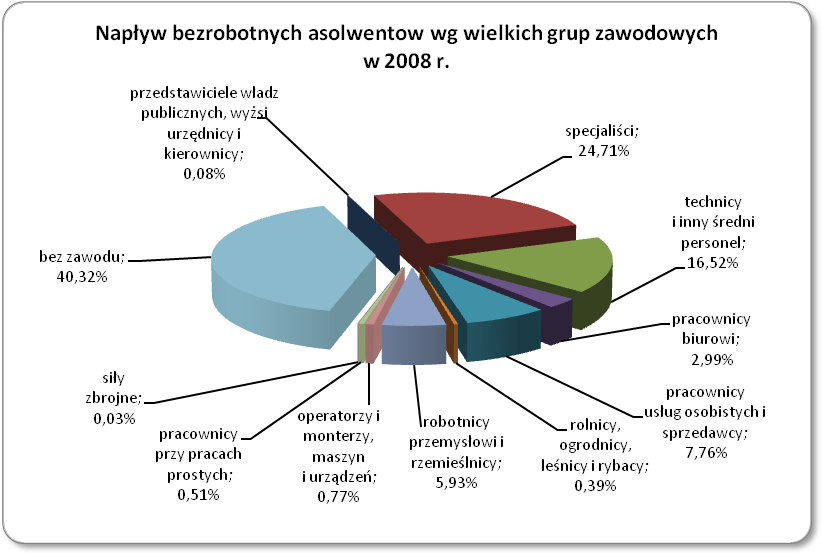 Napływ bezrobotnych asolwentow wg wielkich grup zawodowych
w 2008 r.
przedstawiciele władz
publicznych, wyżsi
urzędnicy i
kierownicy;
0,08%
specjaliści;
24,71%
technicy
i inny średni
personel;
16,52%
pracownicy
biurowi;
2,99%
pracownicy
usług osobistych i
sprzedawcy;
7,76%
rolnicy,
ogrodnicy,
leśnicy i rybacy;
0,39%
robotnicy
przemysłowi i
rzemieślnicy;
5,93%
operatorzy i
monterzy,
maszyn
i urządzeń;
0,77%
pracownicy
przy pracach
prostych;
0,51%
siły
zbrojne;
0,03%
bez zawodu;
40,32%